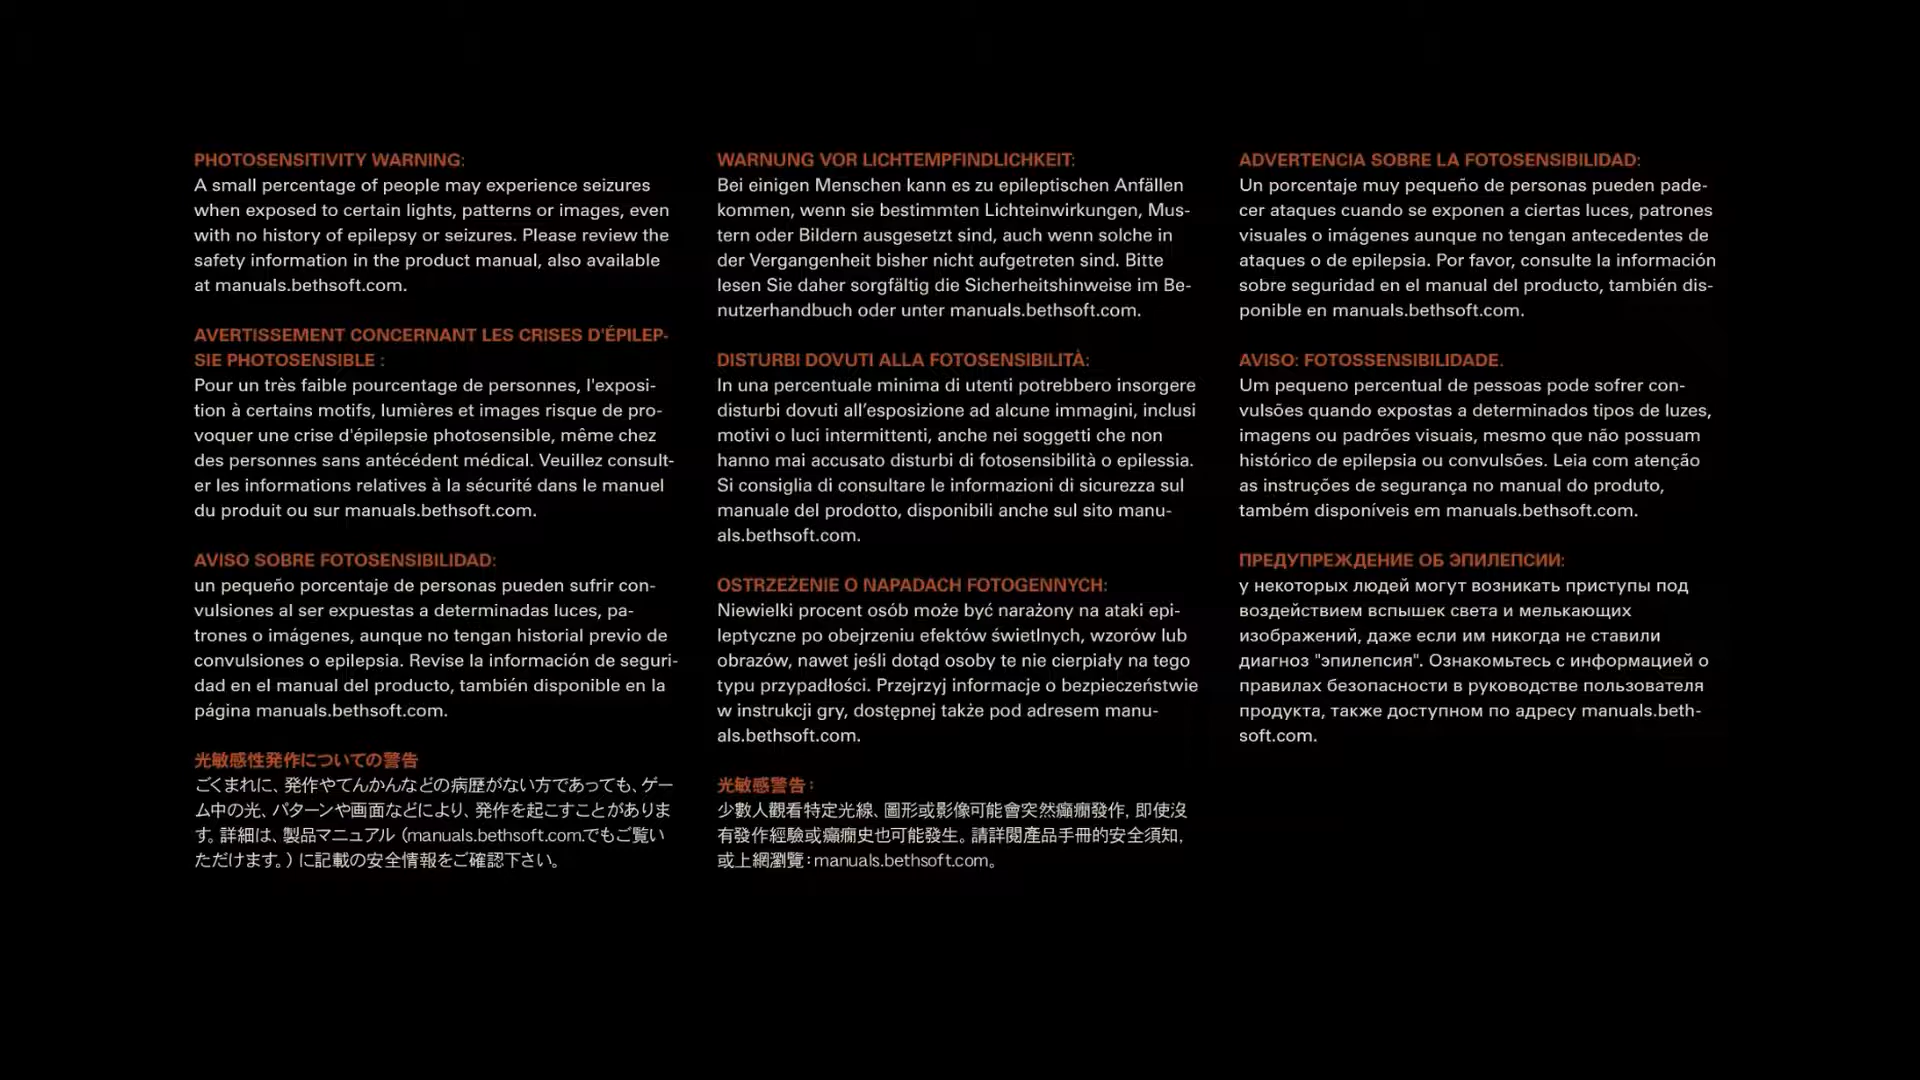 PHOTOSENSITIVITY WARNING:
A small percentage of people may experience seizures
when exposed to certain lights, patterns or images, even
with no history of epilepsy or seizures. Please review the
safety information in the product manual, also available
at manuals.bethsoft.com.
AVERTISSEMENT CONCERNANT LES CRISES D'ÉPILEP-
SIE PHOTOSENSIBLE :
Pour un très faible pourcentage de personnes, l'exposi-
tion à certains motifs, lumières et images risque de pro-
voquer une crise d'épilepsie photosensible, même chez
des personnes sans antécédent médical. Veuillez consult-
er les informations relatives à la sécurité dans le manuel
du produit ou sur manuals.bethsoft.com.
AVISO SOBRE FOTOSENSIBILIDAD:
un pequeño porcentaje de personas pueden sufrir con-
vulsiones al ser expuestas a determinadas luces, pa-
trones o imágenes, aunque no tengan historial previo de
convulsiones o epilepsia. Revise la información de seguri-
dad en el manual del producto, también disponible en la
página manuals.bethsoft.com.
光敏感性発作についての警告
ごくまれに、発作やてんかんなどの病歴がない方であっても、ゲー
ム中の光、パターンや画面などにより、発作を起こすことがありま
す。詳細は、製品マニュアル（manuals.bethsoft.com.でもご覧い
ただけます。）に記載の安全情報をご確認下さい。
WARNUNG VOR LICHTEMPFINDLICHKEIT:
Bei einigen Menschen kann es zu epileptischen Anfällen
kommen, wenn sie bestimmten Lichteinwirkungen, Mus-
tern oder Bildern ausgesetzt sind, auch wenn solche in
der Vergangenheit bisher nicht aufgetreten sind. Bitte
lesen Sie daher sorgfältig die Sicherheitshinweise im Be-
nutzerhandbuch oder unter manuals.bethsoft.com.
DISTURBI DOVUTI ALLA FOTOSENSIBILITÀ:
In una percentuale minima di utenti potrebbero insorgere
disturbi dovuti all’esposizione ad alcune immagini, inclusi
motivi o luci intermittenti, anche nei soggetti che non
hanno mai accusato disturbi di fotosensibilità o epilessia.
Si consiglia di consultare le informazioni di sicurezza sul
manuale del prodotto, disponibili anche sul sito manu-
als.bethsoft.com.
OSTRZEŻENIE O NAPADACH FOTOGENNYCH:
Niewielki procent osób może być narażony na ataki epi-
leptyczne po obejrzeniu efektów świetlnych, wzorów lub
obrazów, nawet jeśli dotąd osoby te nie cierpiały na tego
typu przypadłości. Przejrzyj informacje o bezpieczeństwie
w instrukcji gry, dostępnej także pod adresem manu-
als.bethsoft.com.
光敏感警告：
少數人觀看特定光線、圖形或影像可能會突然癲癇發作，即使沒
有發作經驗或癲癇史也可能發生。請詳閱產品手冊的安全須知，
或上網瀏覽：manuals.bethsoft.com。
ADVERTENCIA SOBRE LA FOTOSENSIBILIDAD:
Un porcentaje muy pequeño de personas pueden pade-
cer ataques cuando se exponen a ciertas luces, patrones
visuales o imágenes aunque no tengan antecedentes de
ataques o de epilepsia. Por favor, consulte la información
sobre seguridad en el manual del producto, también dis-
ponible en manuals.bethsoft.com.
AVISO: FOTOSSENSIBILIDADE.
Um pequeno percentual de pessoas pode sofrer con-
vulsões quando expostas a determinados tipos de luzes,
imagens ou padrões visuais, mesmo que não possuam
histórico de epilepsia ou convulsões. Leia com atenção
as instruções de segurança no manual do produto,
também disponíveis em manuals.bethsoft.com.
ПРЕДУПРЕЖДЕНИЕ ОБ ЭПИЛЕПСИИ:
у некоторых людей могут возникать приступы под
воздействием вспышек света и мелькающих
изображений, даже если им никогда не ставили
диагноз "эпилепсия". Ознакомьтесь с информацией о
правилах безопасности в руководстве пользователя
продукта, также доступном по адресу manuals.beth-
soft.com.